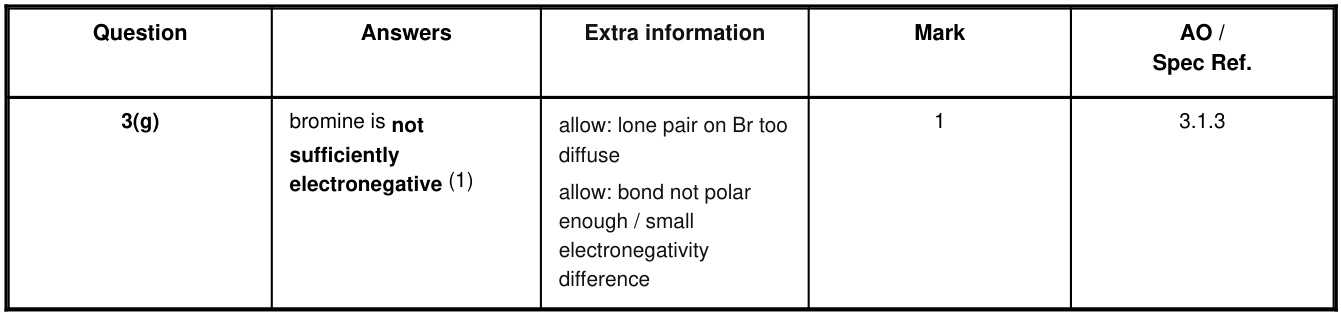 Question
Answers
Extra information
Mark
AO /
Spec Ref.
3(g)
bromine is not
sufficiently
electronegative (1)
allow: lone pair on Br too
diffuse
allow: bond not polar
enough / small
electronegativity
difference
1
3.1.3